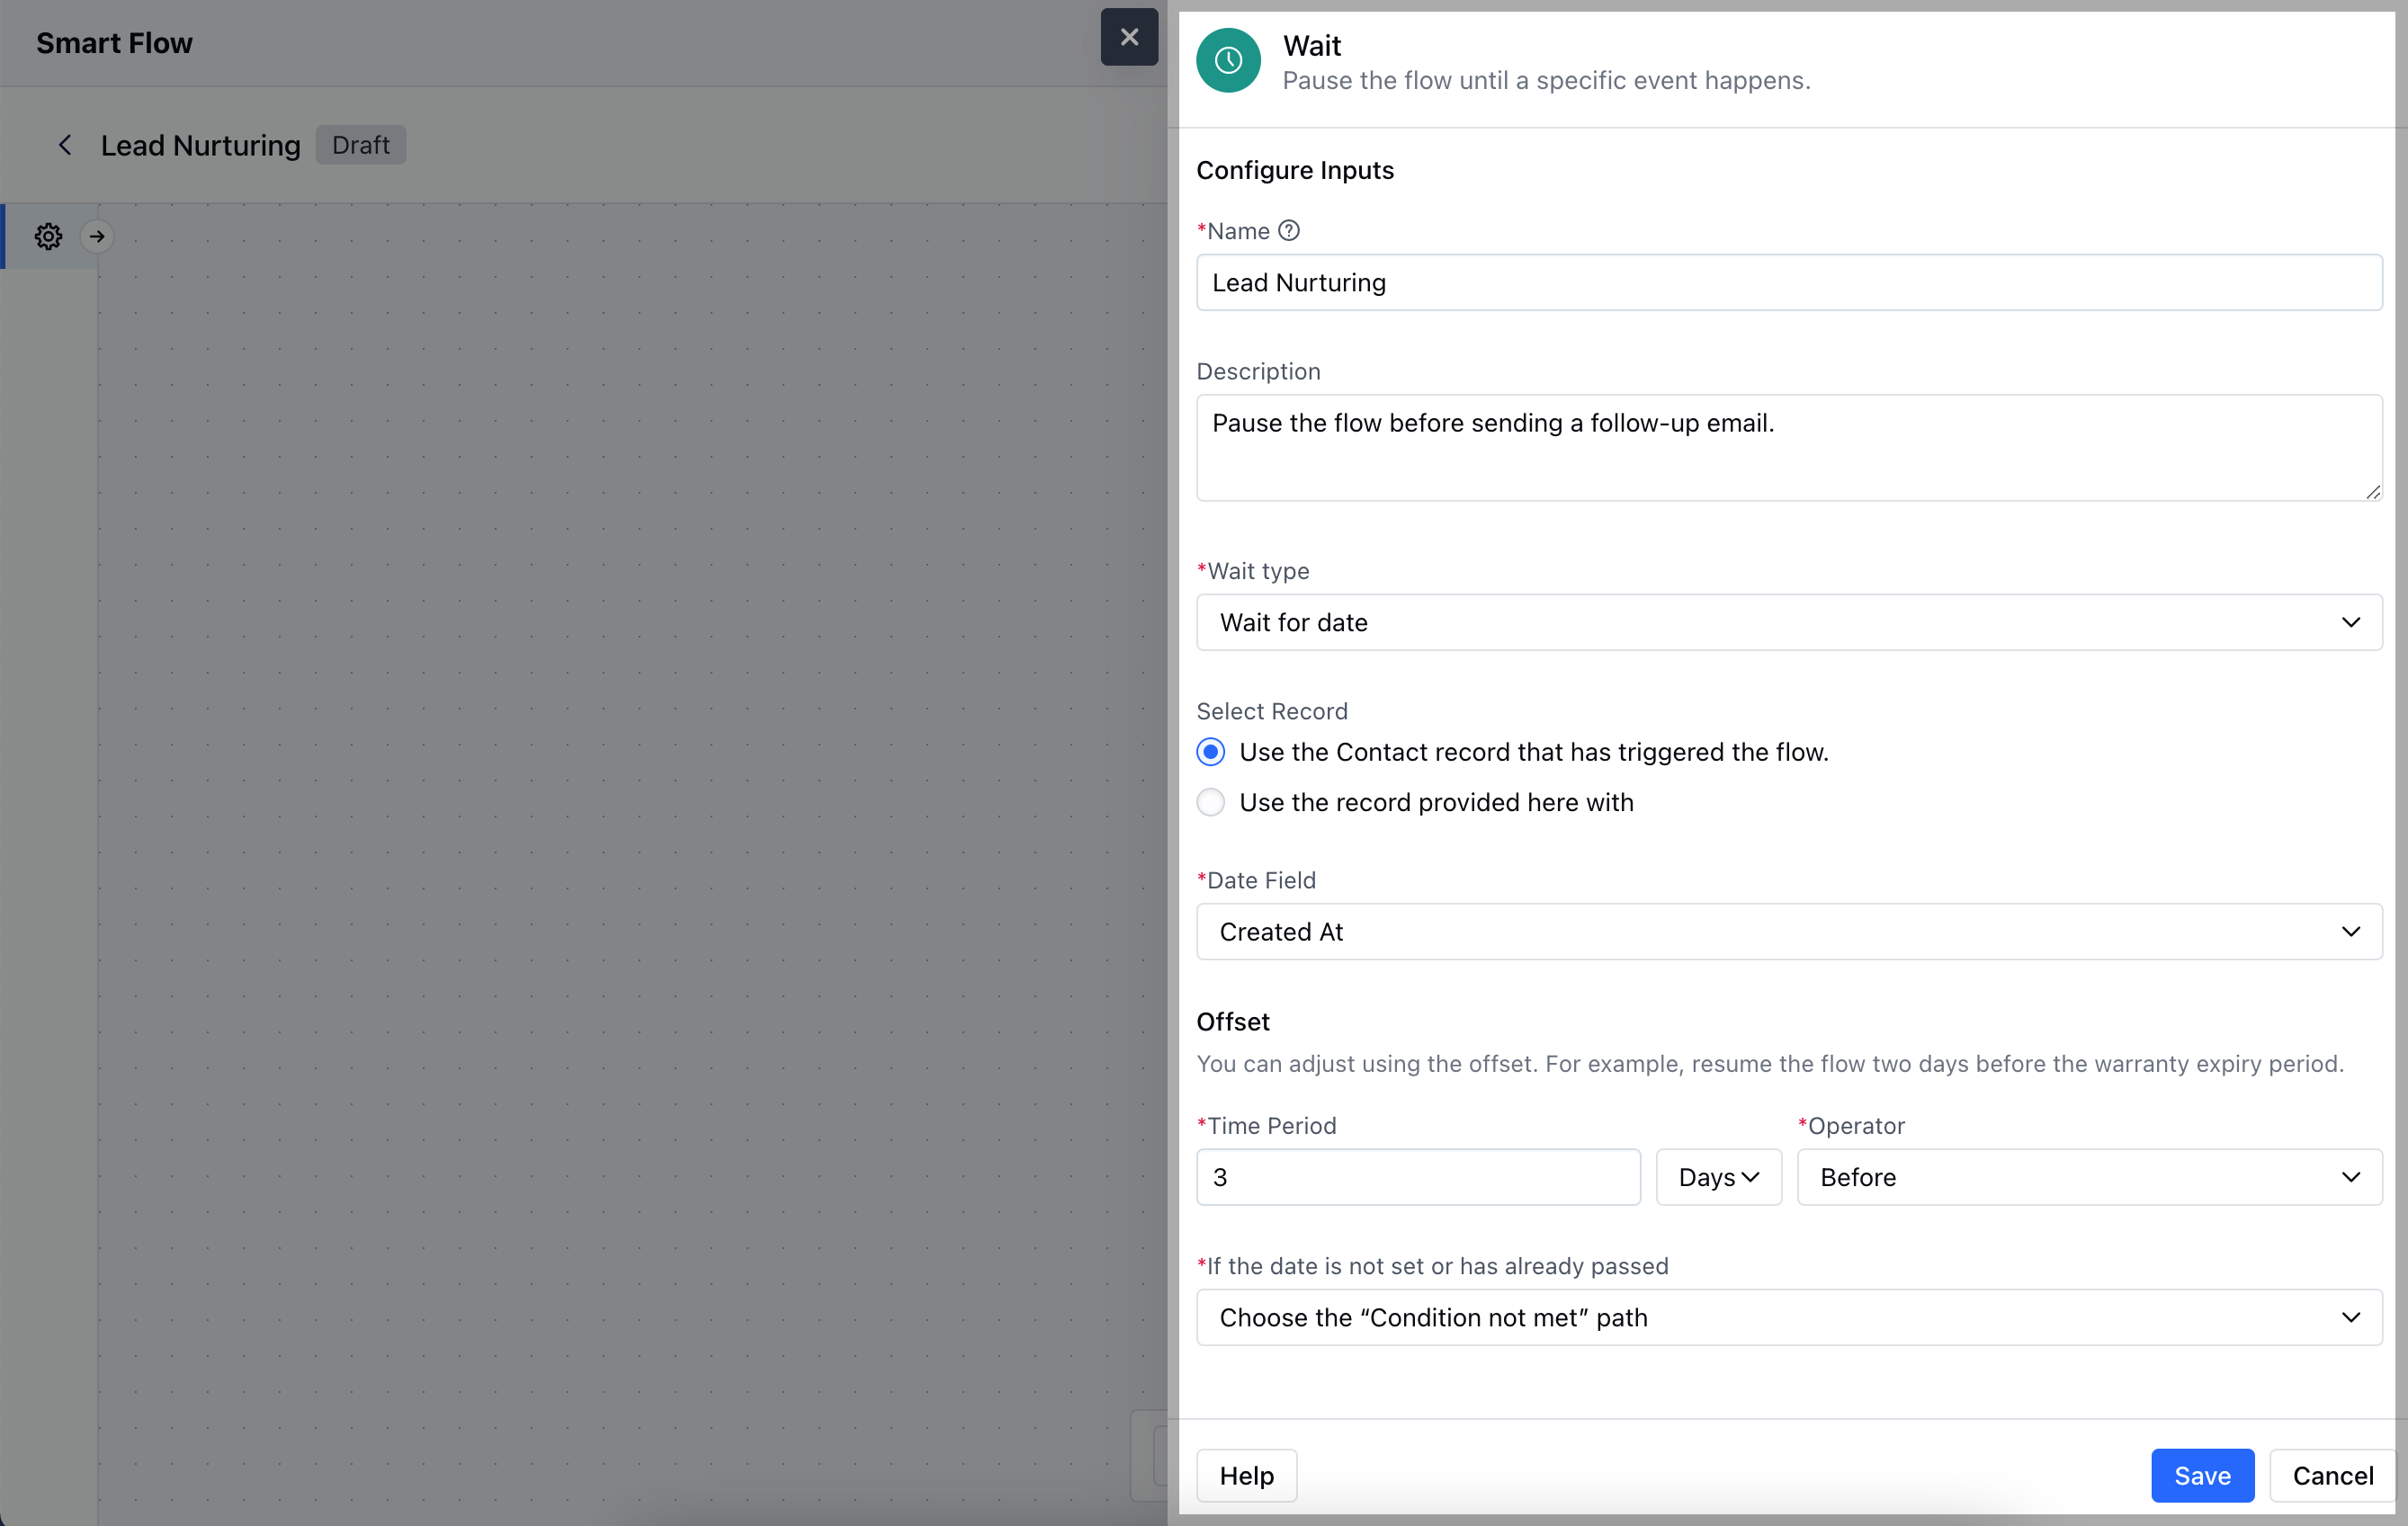 Smart Flow
Lead Nurturing Draft
Wait
Pause the flow until a specific event happens.
Configure Inputs
*Name
Lead Nurturing
Description
Pause the flow before sending a follow-up email.
*Wait type
Wait for date
Select Record
Use the Contact record that has triggered the flow.
Use the record provided here with
*Date Field
Created At
Offset
You can adjust using the offset. For example, resume the flow two days before the warranty expiry period.
*Time Period *Operator
3 Days Before
*If the date is not set or has already passed
Choose the “Condition not met” path
Help Save Cancel